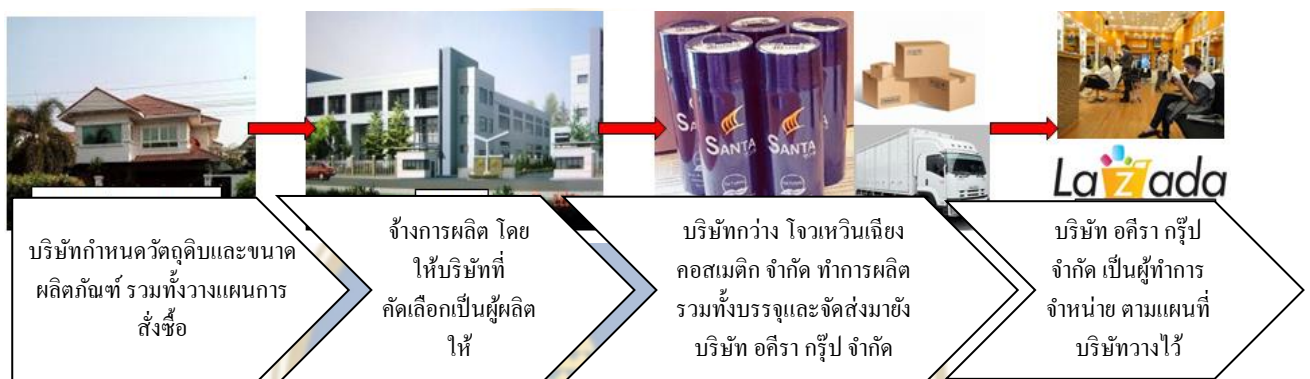 SANTA
SANTA
Lazada
บริษัทกำหนดวัตถุดิบและขนาด
ผลิตภัณฑ์ รวมทั้งวางแผนการ
สั่งซื้อ
จ้างการผลิต โดย
ให้บริษัทที่
คัดเลือกเป็นผู้ผลิต
ให้
บริษัทกว่าง โจวเหวินเฉียง
คอสเมติก จำกัด ทำการผลิต
รวมทั้งบรรจุและจัดส่งมายัง
บริษัท อคีรา กรุ๊ป จำกัด
บริษัท อคีรา กรุ๊ป
จำกัด เป็นผู้ทำการ
จำหน่าย ตามแผนที่
บริษัทวางไว้